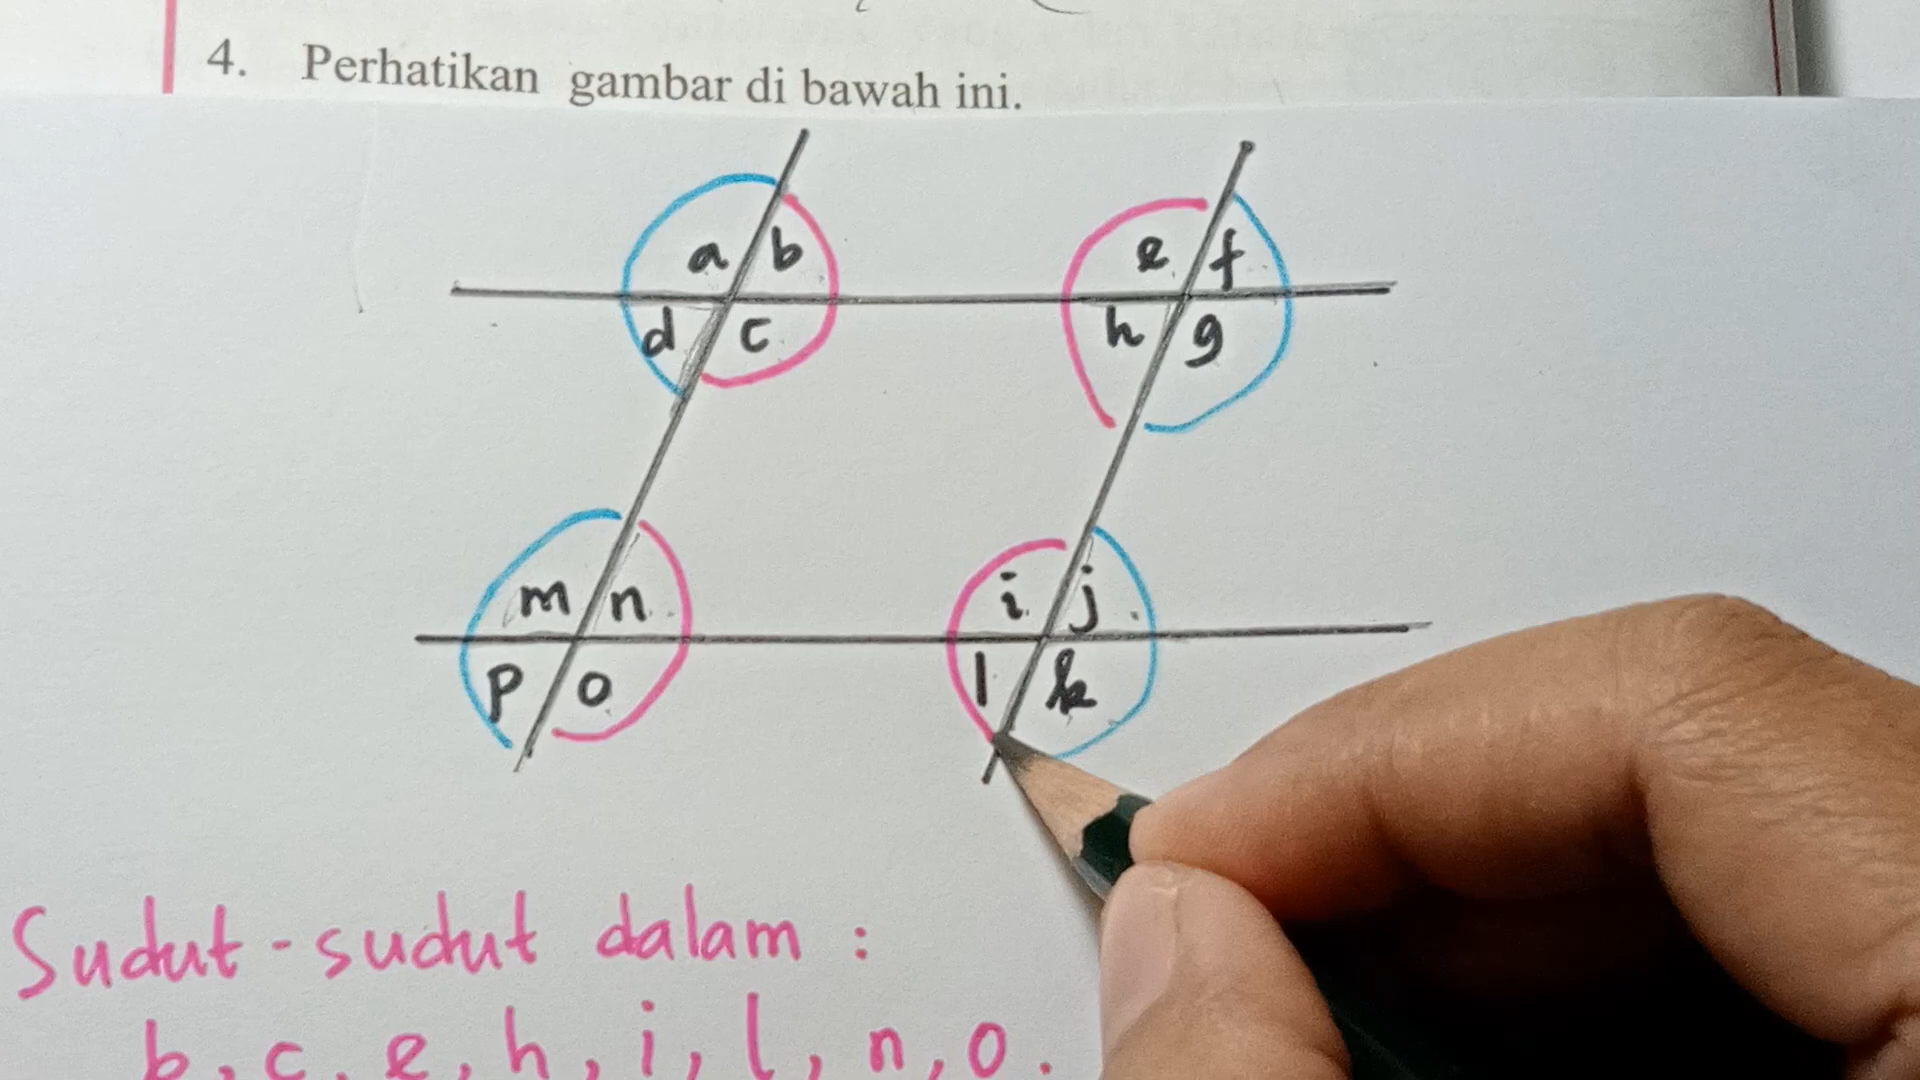 4. Perhatikan gambar di bawah ini.
a b e f
d c h g
m n i j
p o l k
Sudut-sudut dalam :
b, c, e, h, i, l, n, o.